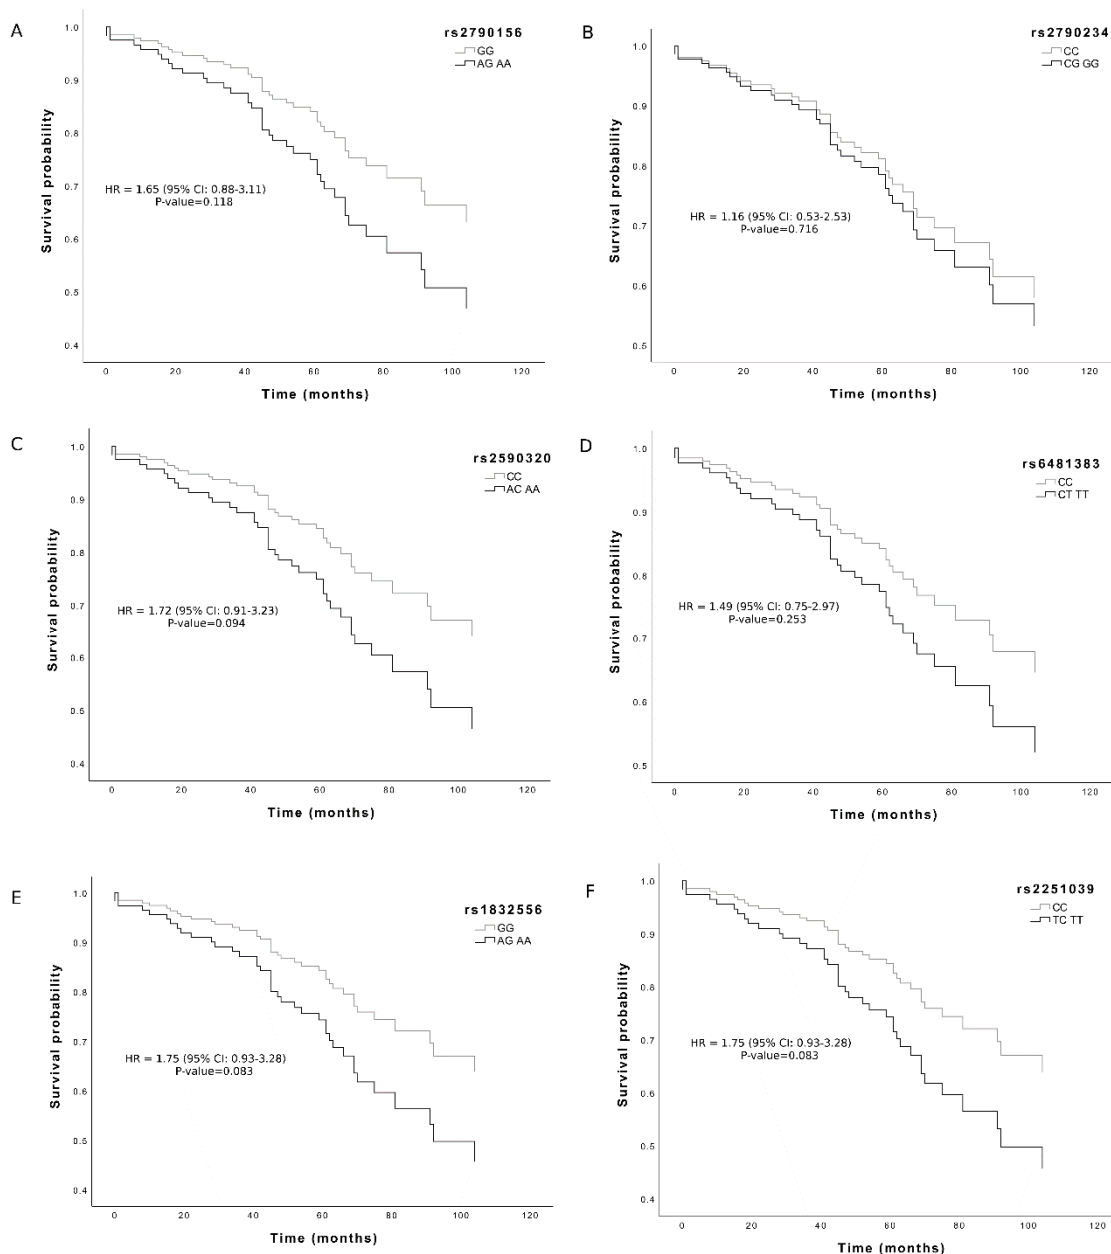 A
rs2790156
GG
AG AA
1.0
0.9
0.8
0.7
0.6
0.5
0.4
Survival probability
HR = 1.65 (95% CI: 0.88-3.11)
P-value=0.118
0 20 40 60 80 100 120
Time (months)
B
rs2790234
CC
CG GG
1.0
0.9
0.8
0.7
0.6
0.5
Survival probability
HR = 1.16 (95% CI: 0.53-2.53)
P-value=0.716
0 20 40 60 80 100 120
Time (months)
C
rs2590320
CC
AC AA
1.0
0.9
0.8
0.7
0.6
0.5
0.4
Survival probability
HR = 1.72 (95% CI: 0.91-3.23)
P-value=0.094
0 20 40 60 80 100 120
Time (months)
D
rs6481383
CC
CT TT
1.0
0.9
0.8
0.7
0.6
0.5
Survival probability
HR = 1.49 (95% CI: 0.75-2.97)
P-value=0.253
0 20 40 60 80 100 120
Time (months)
E
rs1832556
GG
AG AA
1.0
0.9
0.8
0.7
0.6
0.5
0.4
Survival probability
HR = 1.75 (95% CI: 0.93-3.28)
P-value=0.083
0 20 40 60 80 100 120
Time (months)
F
rs2251039
CC
TC TT
1.0
0.9
0.8
0.7
0.6
0.5
0.4
Survival probability
HR = 1.75 (95% CI: 0.93-3.28)
P-value=0.083
0 20 40 60 80 100 120
Time (months)